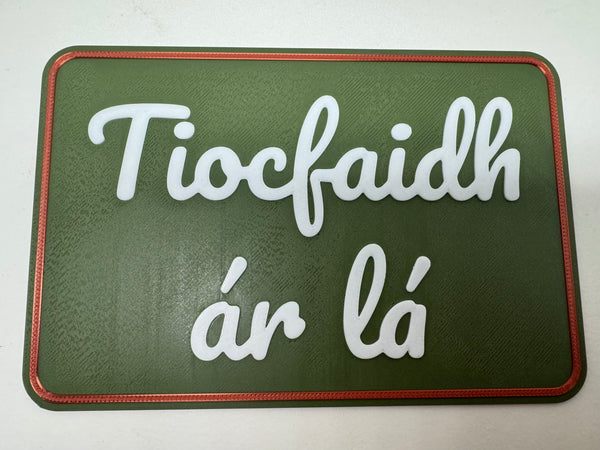 Tiocfaidh
ár lá